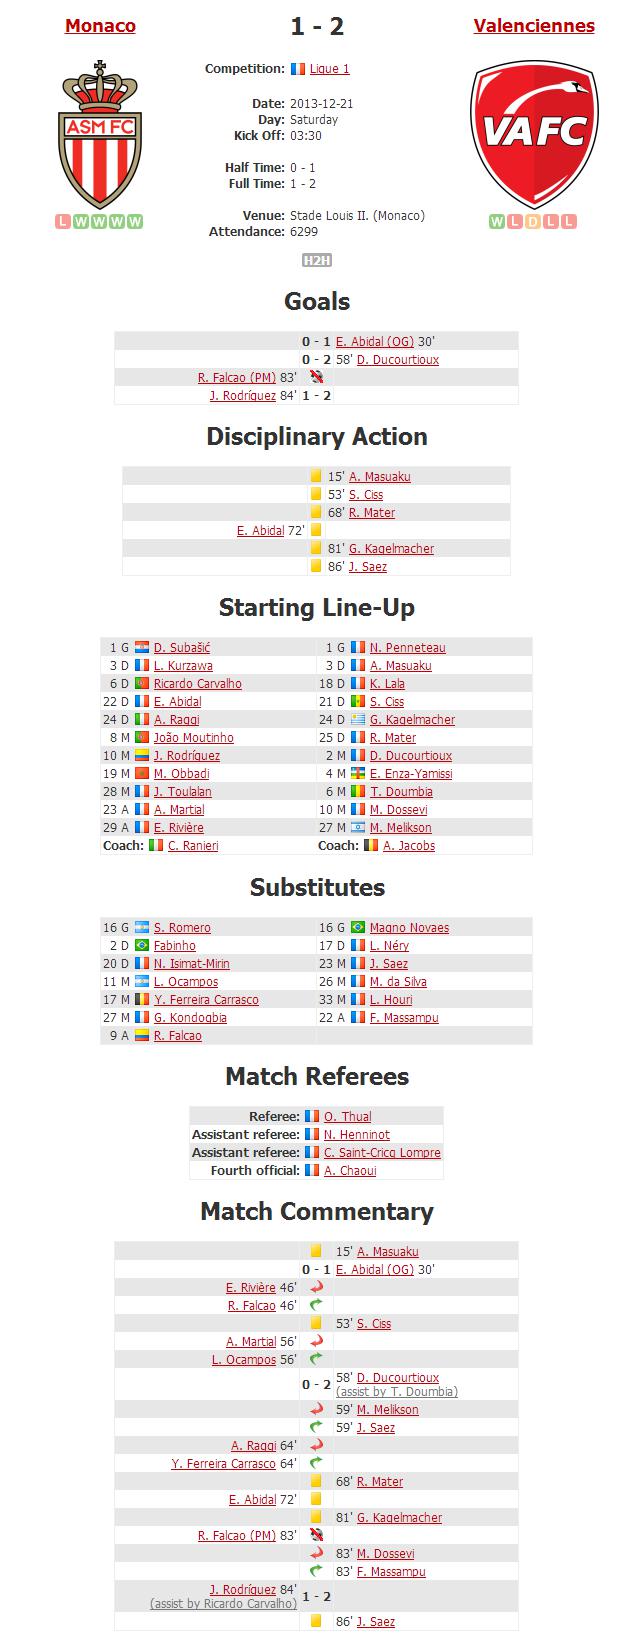 Monaco 1 - 2 Valenciennes
ASM FC
VAFC
Competition: Ligue 1
Date: 2013-12-21
Day: Saturday
Kick Off: 03:30
Half Time: 0 - 1
Full Time: 1 - 2
Venue: Stade Louis II. (Monaco)
Attendance: 6299
L W W W W
W L D L L
H2H
Goals
0 - 1 E. Abidal (OG) 30'
0 - 2 58' D. Ducourtioux
R. Falcao (PM) 83'
J. Rodríguez 84' 1 - 2
Disciplinary Action
15' A. Masuaku
53' S. Ciss
68' R. Mater
E. Abidal 72'
81' G. Kagelmacher
86' J. Saez
Starting Line-Up
1 G D. Subašić 1 G N. Penneteau
3 D L. Kurzawa 3 D A. Masuaku
6 D Ricardo Carvalho 18 D K. Lala
22 D E. Abidal 21 D S. Ciss
24 D A. Raggi 24 D G. Kagelmacher
8 M João Moutinho 25 D R. Mater
10 M J. Rodríguez 2 M D. Ducourtioux
19 M M. Obbadi 4 M E. Enza-Yamissi
28 M J. Toulalan 6 M T. Doumbia
23 A A. Martial 10 M M. Dossevi
29 A E. Rivière 27 M M. Melikson
Coach: C. Ranieri Coach: A. Jacobs
Substitutes
16 G S. Romero 16 G Magno Novaes
2 D Fabinho 17 D L. Néry
20 D N. Isimat-Mirin 23 M J. Saez
11 M L. Ocampos 26 M M. da Silva
17 M Y. Ferreira Carrasco 33 M L. Houri
27 M G. Kondogbia 22 A F. Massampu
9 A R. Falcao
Match Referees
Referee: O. Thual
Assistant referee: N. Henninot
Assistant referee: C. Saint-Cricq Lompre
Fourth official: A. Chaoui
Match Commentary
15' A. Masuaku
0 - 1 E. Abidal (OG) 30'
E. Rivière 46'
R. Falcao 46'
53' S. Ciss
A. Martial 56'
L. Ocampos 56'
0 - 2 58' D. Ducourtioux
(assist by T. Doumbia)
59' M. Melikson
59' J. Saez
A. Raggi 64'
Y. Ferreira Carrasco 64'
68' R. Mater
E. Abidal 72'
81' G. Kagelmacher
R. Falcao (PM) 83'
83' M. Dossevi
83' F. Massampu
J. Rodríguez 84' 1 - 2
(assist by Ricardo Carvalho)
86' J. Saez